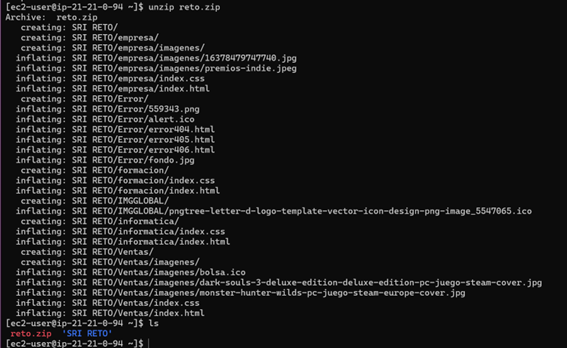 [ec2-user@ip-21-21-0-94 ~]$ unzip reto.zip
Archive:  reto.zip
   creating: SRI RETO/
   creating: SRI RETO/empresa/
   creating: SRI RETO/empresa/imagenes/
  inflating: SRI RETO/empresa/imagenes/16378479747740.jpg
  inflating: SRI RETO/empresa/imagenes/premios-indie.jpeg
  inflating: SRI RETO/empresa/index.css
  inflating: SRI RETO/empresa/index.html
   creating: SRI RETO/Error/
  inflating: SRI RETO/Error/559343.png
  inflating: SRI RETO/Error/alert.ico
  inflating: SRI RETO/Error/error404.html
  inflating: SRI RETO/Error/error405.html
  inflating: SRI RETO/Error/error406.html
  inflating: SRI RETO/Error/fondo.jpg
   creating: SRI RETO/formacion/
  inflating: SRI RETO/formacion/index.css
  inflating: SRI RETO/formacion/index.html
   creating: SRI RETO/IMGGLOBAL/
  inflating: SRI RETO/IMGGLOBAL/pngtree-letter-d-logo-template-vector-icon-design-png-image_5547065.ico
   creating: SRI RETO/informatica/
  inflating: SRI RETO/informatica/index.css
  inflating: SRI RETO/informatica/index.html
   creating: SRI RETO/Ventas/
   creating: SRI RETO/Ventas/imagenes/
  inflating: SRI RETO/Ventas/imagenes/bolsa.ico
  inflating: SRI RETO/Ventas/imagenes/dark-souls-3-deluxe-edition-deluxe-edition-pc-juego-steam-cover.jpg
  inflating: SRI RETO/Ventas/imagenes/monster-hunter-wilds-pc-juego-steam-europe-cover.jpg
  inflating: SRI RETO/Ventas/index.css
  inflating: SRI RETO/Ventas/index.html
[ec2-user@ip-21-21-0-94 ~]$ ls
 reto.zip  'SRI RETO'
[ec2-user@ip-21-21-0-94 ~]$